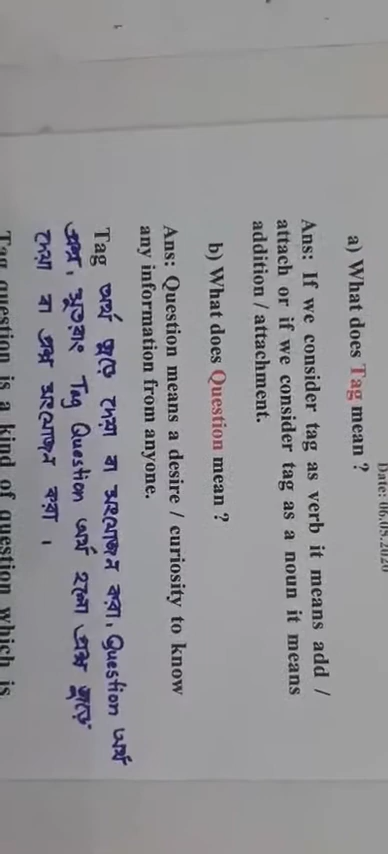 Date: 06.08.2020
a) What does Tag mean ?
Ans: If we consider tag as verb it means add /
attach or if we consider tag as a noun it means
addition / attachment.
b) What does Question mean ?
Ans: Question means a desire / curiosity to know
any information from anyone.
Tag অর্থ জুড়ে দেয়া বা সংযোজন করা, Question অর্থ
প্রশ্ন, সুতরাং Tag Question অর্থ হলো প্রশ্ন জুড়ে
দেয়া বা প্রশ্ন সংযোজন করা ।
Tag question is a kind of question which is